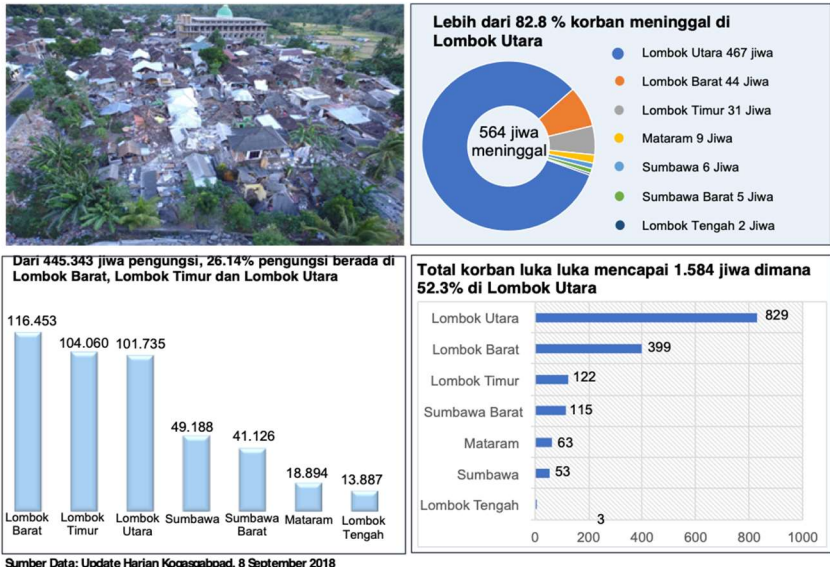 Lebih dari 82.8 % korban meninggal di
Lombok Utara
564 jiwa
meninggal
Lombok Utara 467 jiwa
Lombok Barat 44 Jiwa
Lombok Timur 31 Jiwa
Mataram 9 Jiwa
Sumbawa 6 Jiwa
Sumbawa Barat 5 Jiwa
Lombok Tengah 2 Jiwa
Dari 445.343 jiwa pengungsi, 26.14% pengungsi berada di
Lombok Barat, Lombok Timur dan Lombok Utara
116.453
104.060
101.735
49.188
41.126
18.894
13.887
Lombok
Barat
Lombok
Timur
Lombok
Utara
Sumbawa
Sumbawa
Barat
Mataram
Lombok
Tengah
Total korban luka luka mencapai 1.584 jiwa dimana
52.3% di Lombok Utara
Lombok Utara 829
Lombok Barat 399
Lombok Timur 122
Sumbawa Barat 115
Mataram 63
Sumbawa 53
Lombok Tengah 3
0 200 400 600 800 1000
Sumber Data: Update Harian Kogasgabpad, 8 September 2018